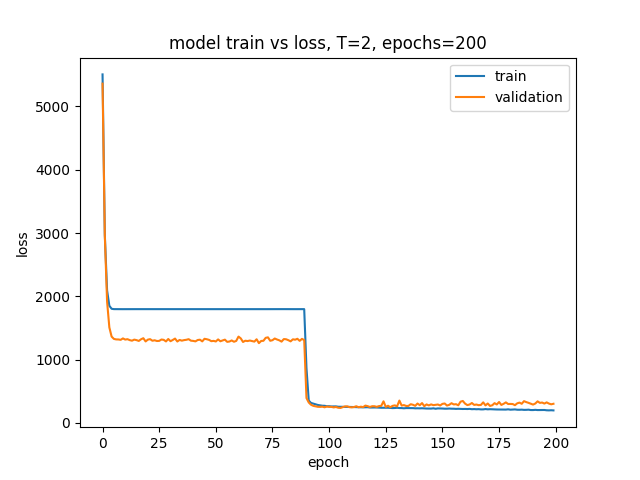 model train vs loss, T=2, epochs=200
train
validation
5000
4000
3000
2000
1000
0
loss
0 25 50 75 100 125 150 175 200
epoch